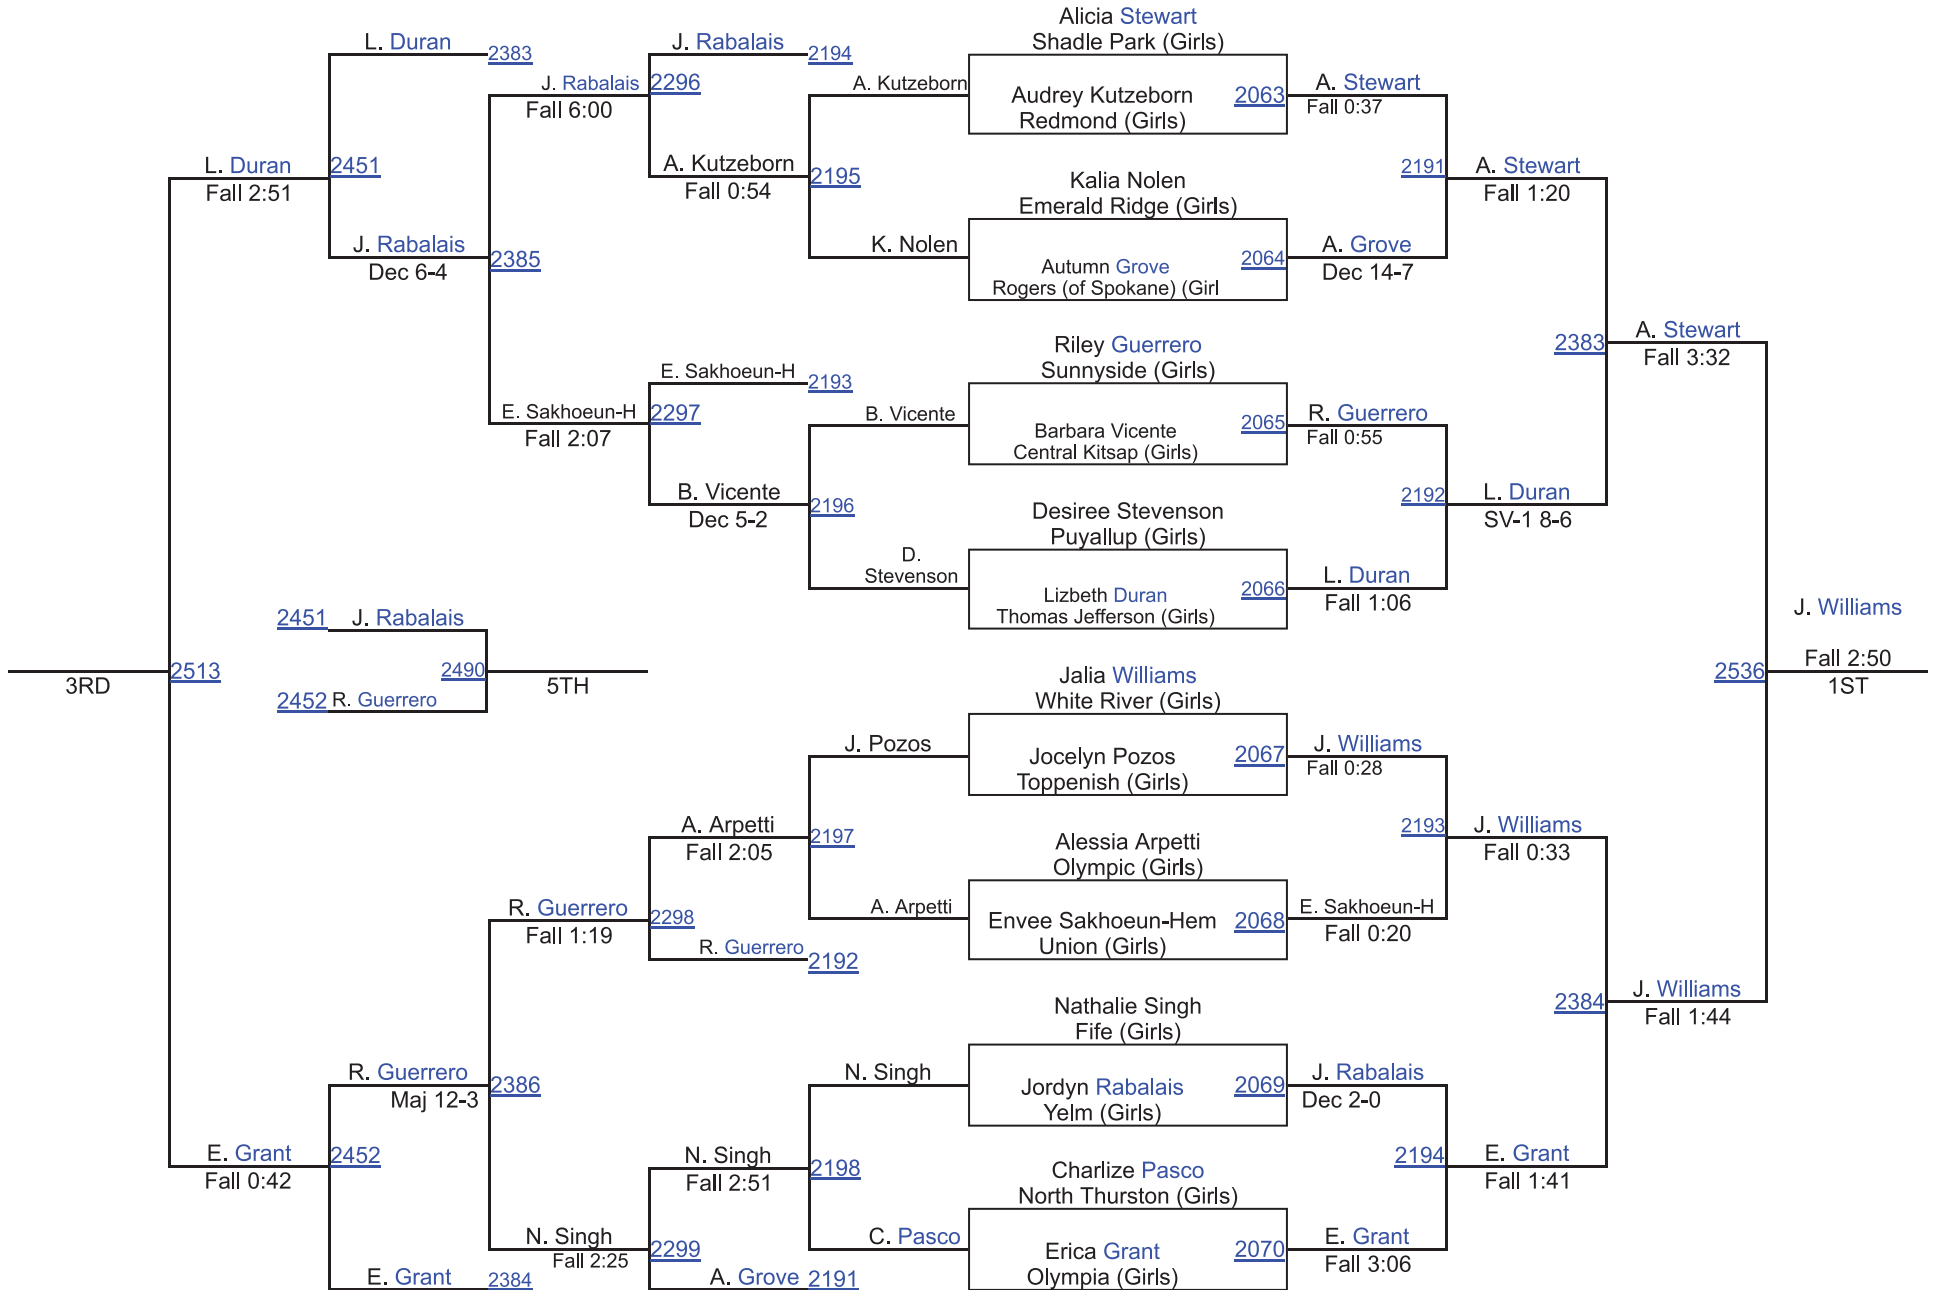 Alicia Stewart
Shadle Park (Girls)
L. Duran
2383
J. Rabalais
2194
J. Rabalais
2296
Fall 6:00
A. Kutzeborn
Audrey Kutzeborn
Redmond (Girls)
2063
A. Stewart
Fall 0:37
L. Duran
2451
Fall 2:51
A. Kutzeborn
Fall 0:54
2195
Kalia Nolen
Emerald Ridge (Girls)
2191
A. Stewart
Fall 1:20
J. Rabalais
Dec 6-4
2385
K. Nolen
Autumn Grove
Rogers (of Spokane) (Girl
2064
A. Grove
Dec 14-7
Riley Guerrero
Sunnyside (Girls)
2383
A. Stewart
Fall 3:32
E. Sakhoeun-H
2193
E. Sakhoeun-H
2297
Fall 2:07
B. Vicente
Barbara Vicente
Central Kitsap (Girls)
2065
R. Guerrero
Fall 0:55
B. Vicente
Dec 5-2
2196
Desiree Stevenson
Puyallup (Girls)
2192
L. Duran
SV-1 8-6
D.
Stevenson
Lizbeth Duran
Thomas Jefferson (Girls)
2066
L. Duran
Fall 1:06
2451
J. Rabalais
J. Williams
3RD
2513
2490
5TH
2452
R. Guerrero
Jalia Williams
White River (Girls)
2536
Fall 2:50
1ST
J. Pozos
Jocelyn Pozos
Toppenish (Girls)
2067
J. Williams
Fall 0:28
A. Arpetti
Fall 2:05
2197
Alessia Arpetti
Olympic (Girls)
2193
J. Williams
Fall 0:33
R. Guerrero
Fall 1:19
2298
A. Arpetti
Envee Sakhoeun-Hem
Union (Girls)
2068
E. Sakhoeun-H
Fall 0:20
R. Guerrero
2192
Nathalie Singh
Fife (Girls)
2384
J. Williams
Fall 1:44
R. Guerrero
Maj 12-3
2386
N. Singh
Jordyn Rabalais
Yelm (Girls)
2069
J. Rabalais
Dec 2-0
E. Grant
Fall 0:42
2452
N. Singh
Fall 2:51
2198
Charlize Pasco
North Thurston (Girls)
2194
E. Grant
Fall 1:41
N. Singh
Fall 2:25
2299
C. Pasco
Erica Grant
Olympia (Girls)
2070
E. Grant
Fall 3:06
E. Grant
2384
A. Grove
2191